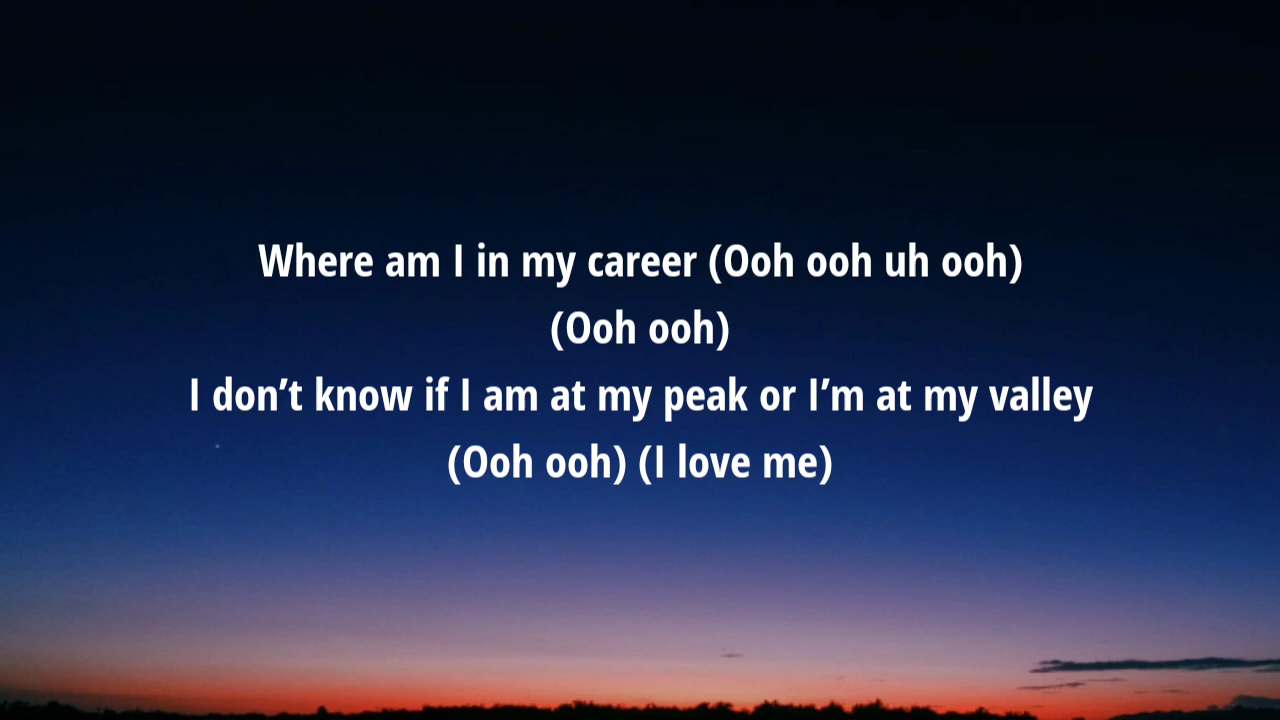 Where am I in my career (Ooh ooh uh ooh)
(Ooh ooh)
I don’t know if I am at my peak or I’m at my valley
(Ooh ooh) (I love me)